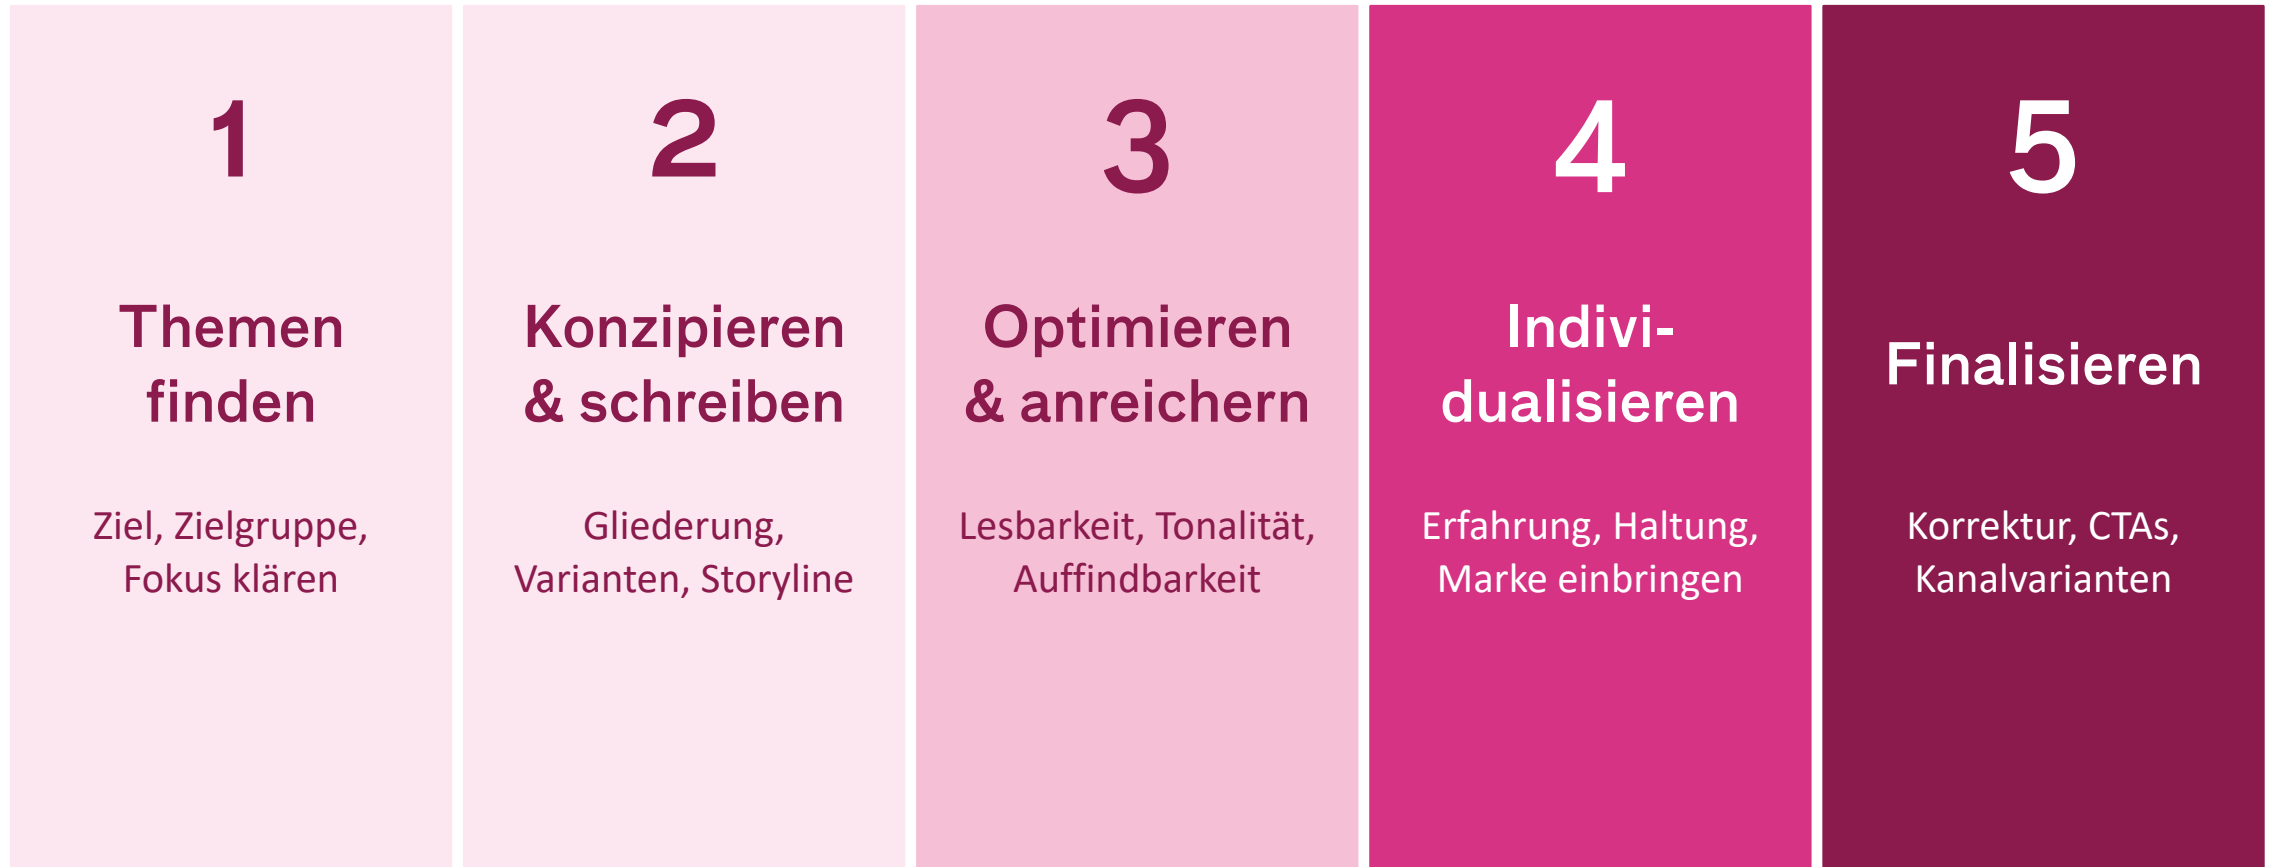 1
Themen
finden
Ziel, Zielgruppe,
Fokus klären
2
Konzipieren
& schreiben
Gliederung,
Varianten, Storyline
3
Optimieren
& anreichern
Lesbarkeit, Tonalität,
Auffindbarkeit
4
Indivi-
dualisieren
Erfahrung, Haltung,
Marke einbringen
5
Finalisieren
Korrektur, CTAs,
Kanalvarianten